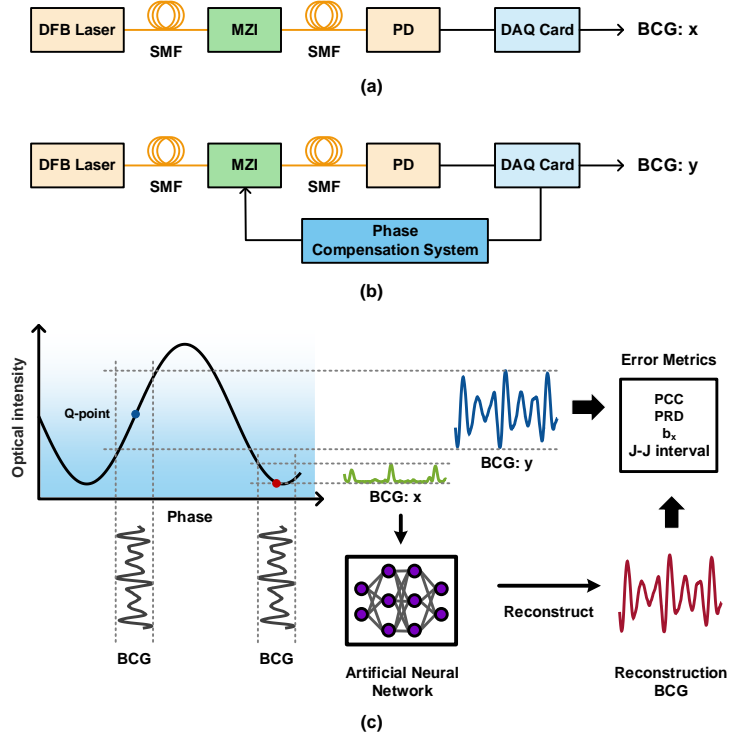 DFB Laser
SMF
MZI
SMF
PD
DAQ Card
BCG: x
(a)
DFB Laser
SMF
MZI
SMF
PD
DAQ Card
BCG: y
Phase
Compensation System
(b)
Optical intensity
Q-point
Phase
BCG
BCG
BCG: x
BCG: y
Error Metrics
PCC
PRD
bx
J-J interval
Artificial Neural
Network
Reconstruct
Reconstruction
BCG
(c)